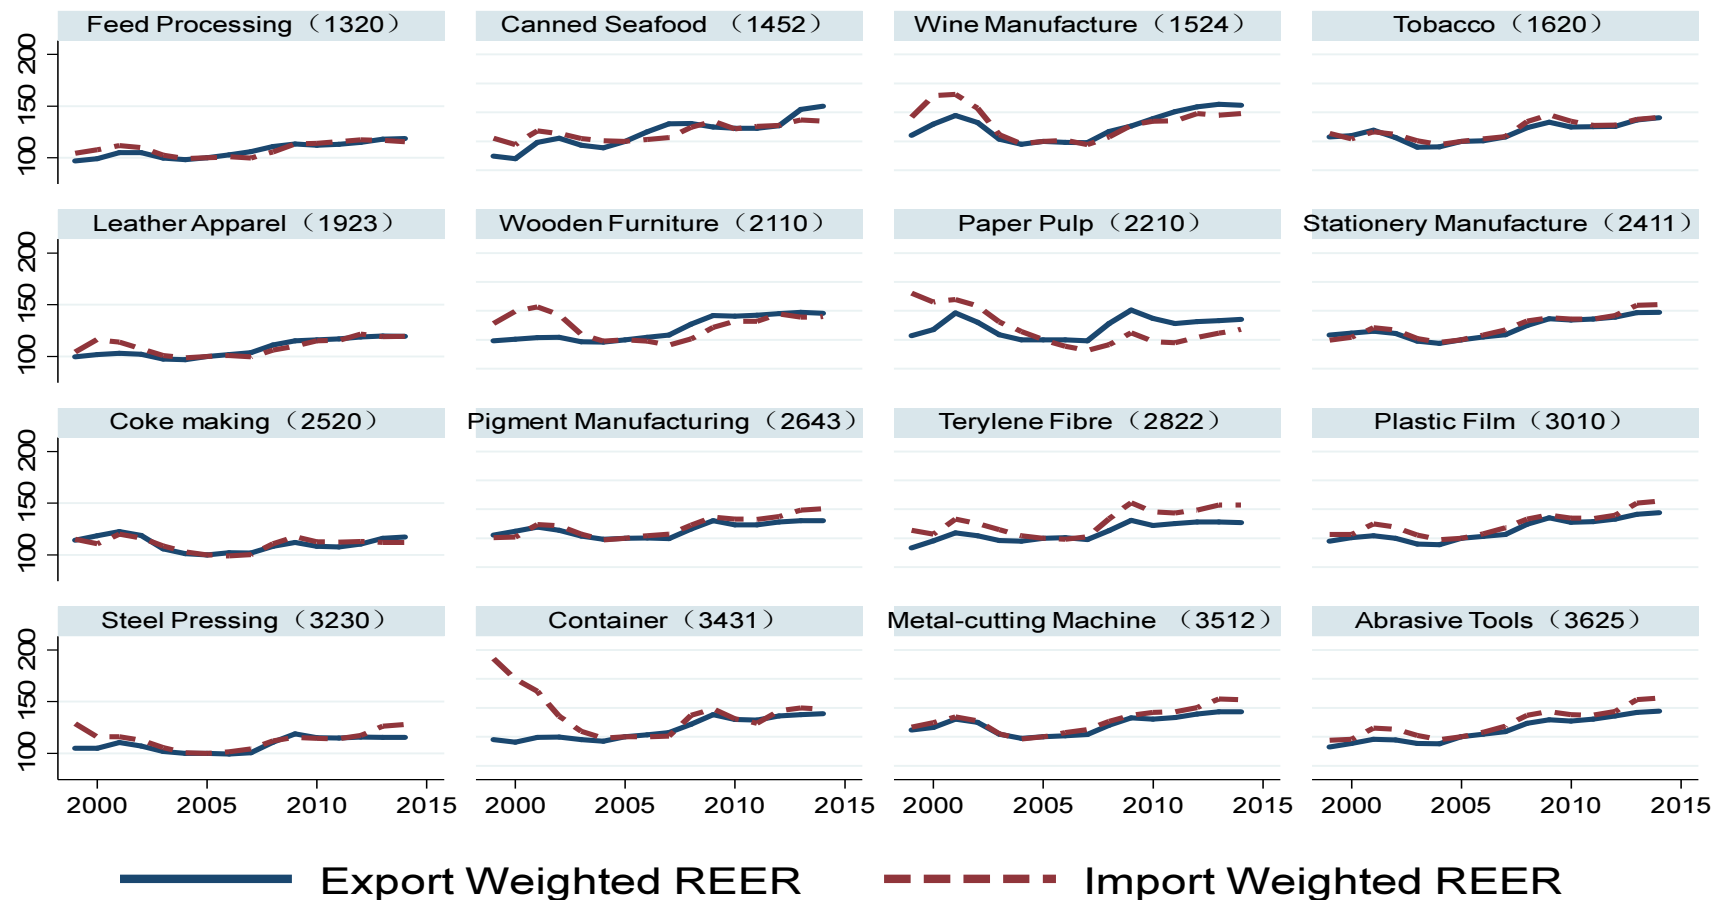 Feed Processing （1320）
Canned Seafood （1452）
Wine Manufacture （1524）
Tobacco （1620）
200
150
100
Leather Apparel （1923）
Wooden Furniture （2110）
Paper Pulp （2210）
Stationery Manufacture （2411）
200
150
100
Coke making （2520）
Pigment Manufacturing （2643）
Terylene Fibre （2822）
Plastic Film （3010）
200
150
100
Steel Pressing （3230）
Container （3431）
Metal-cutting Machine （3512）
Abrasive Tools （3625）
200
150
100
2000 2005 2010 2015
2000 2005 2010 2015
2000 2005 2010 2015
2000 2005 2010 2015
Export Weighted REER
Import Weighted REER